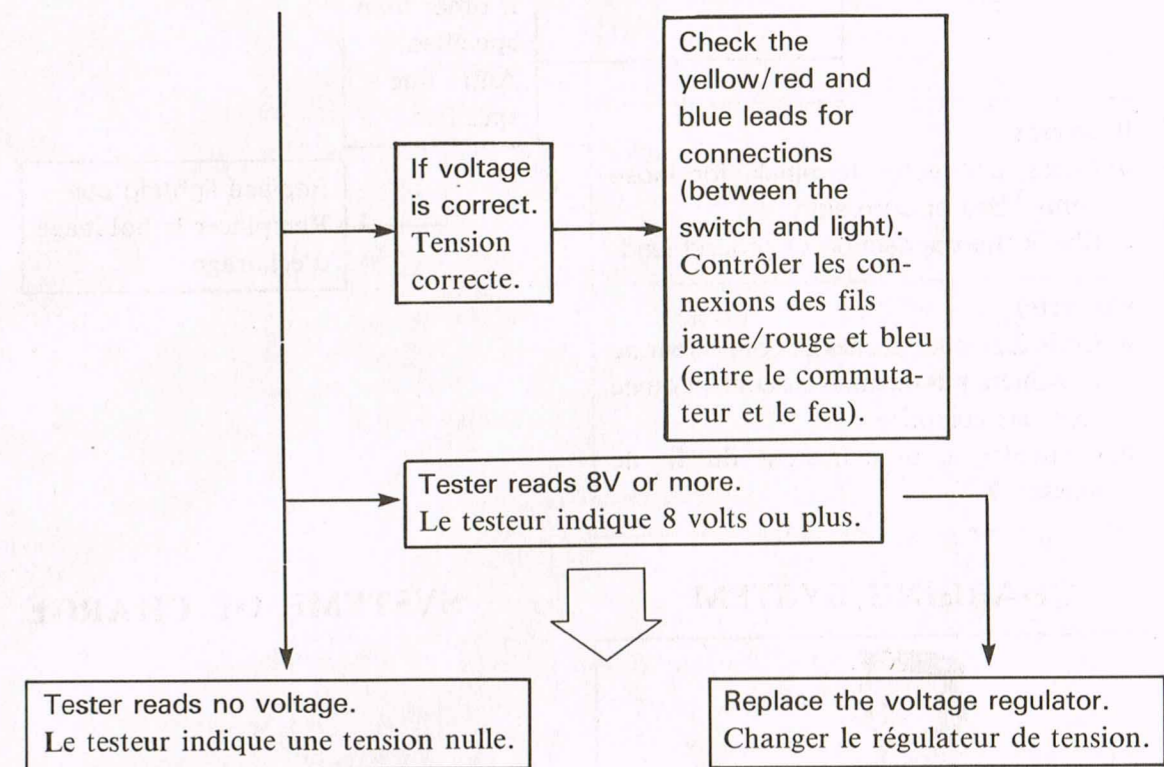 Check the
yellow/red and
blue leads for
connections
(between the
switch and light).
Contrôler les con-
nexions des fils
jaune/rouge et bleu
(entre le commuta-
teur et le feu).
If voltage
is correct.
Tension
correcte.
Tester reads 8V or more.
Le testeur indique 8 volts ou plus.
Tester reads no voltage.
Le testeur indique une tension nulle.
Replace the voltage regulator.
Changer le régulateur de tension.